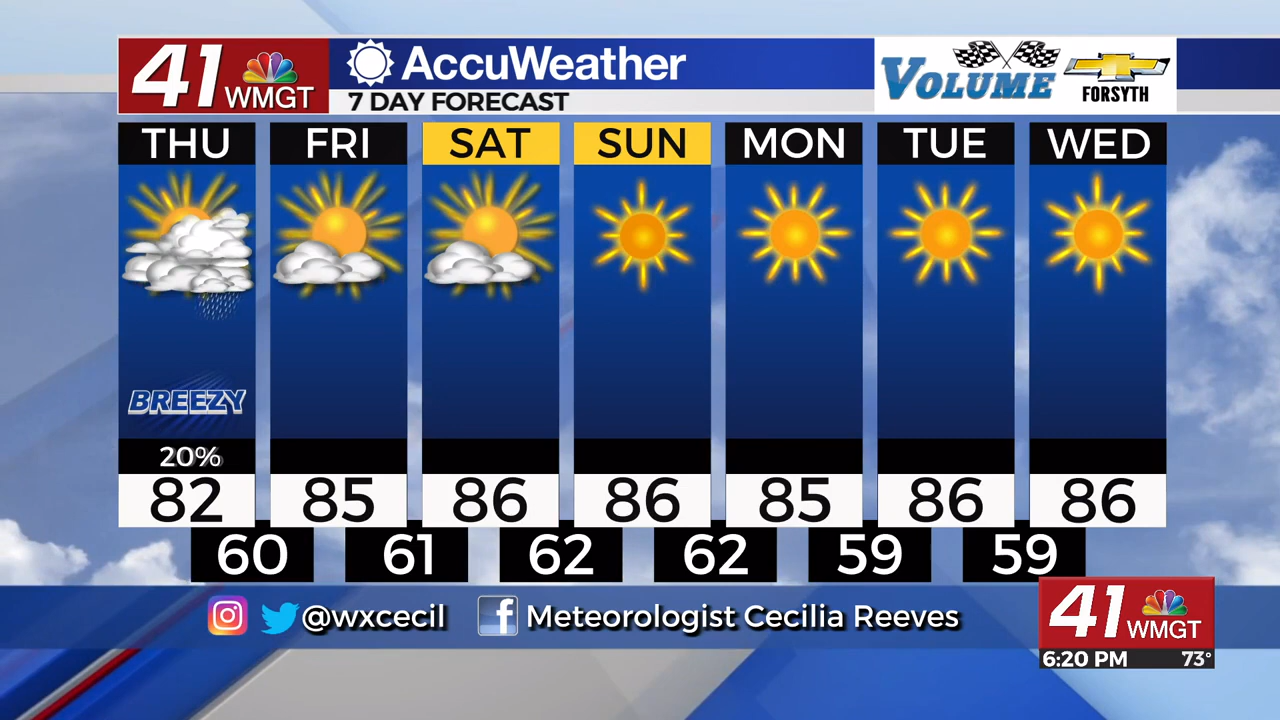 41 WMGT
AccuWeather
7 DAY FORECAST
VOLUME
FORSYTH
THU FRI SAT SUN MON TUE WED
BREEZY
20%
82 85 86 86 85 86 86
60 61 62 62 59 59
@wxcecil Meteorologist Cecilia Reeves
41 WMGT
6:20 PM 73°